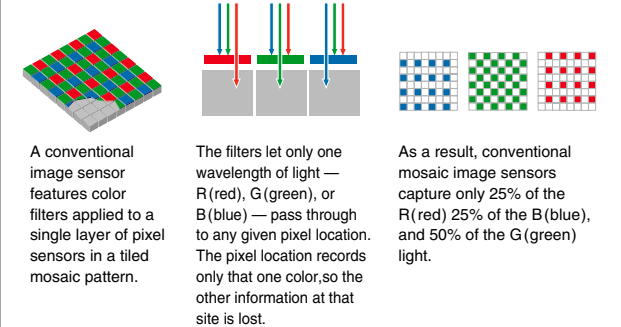 A conventional
image sensor
features color
filters applied to a
single layer of pixel
sensors in a tiled
mosaic pattern.
The filters let only one
wavelength of light —
R(red), G(green), or
B(blue) — pass through
to any given pixel location.
The pixel location records
only that one color,so the
other information at that
site is lost.
As a result, conventional
mosaic image sensors
capture only 25% of the
R(red) 25% of the B(blue),
and 50% of the G(green)
light.